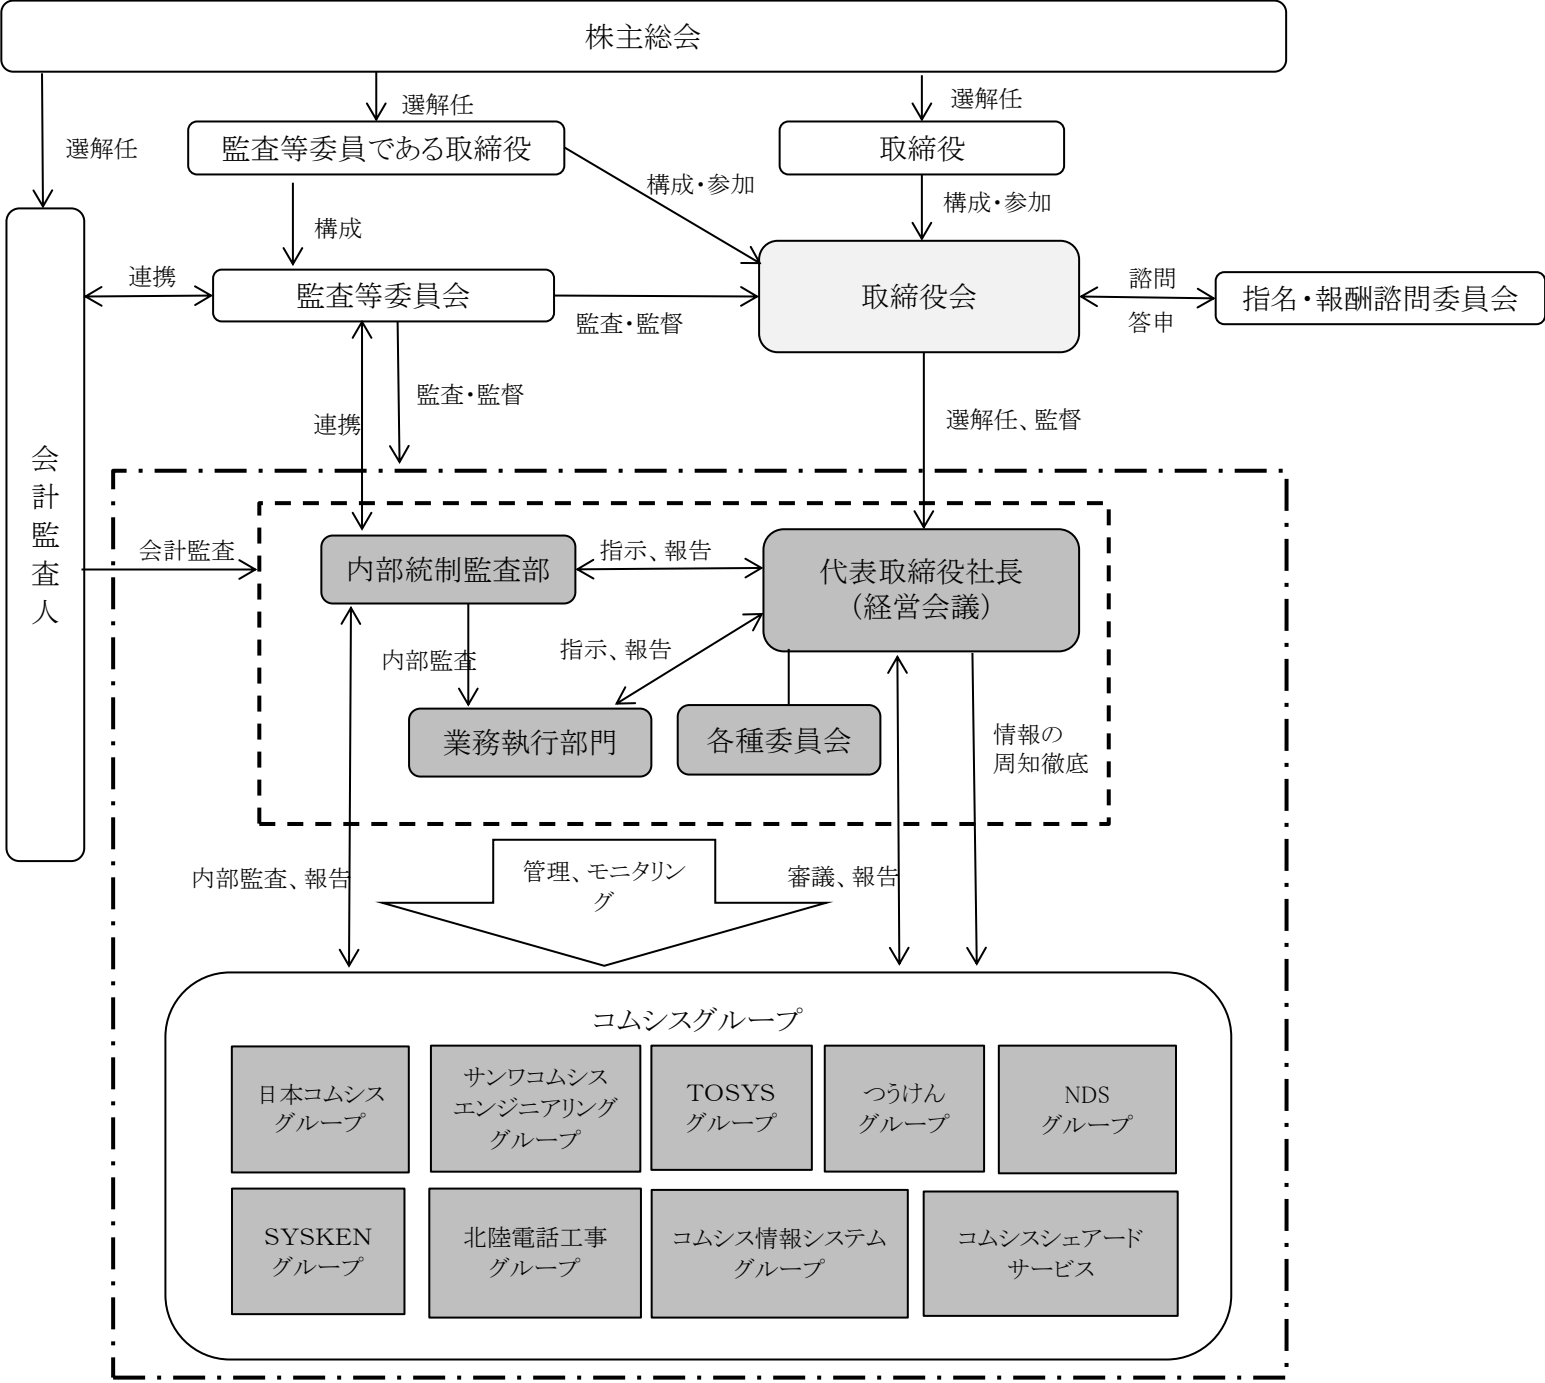 株主総会
選解任
選解任
選解任
監査等委員である取締役
取締役
構成・参加
構成・参加
構成
連携
監査等委員会
監査・監督
取締役会
諮問
答申
指名・報酬諮問委員会
監査・監督
連携
選解任、監督
会計監査人
会計監査
内部統制監査部
指示、報告
代表取締役社長
（経営会議）
内部監査
指示、報告
業務執行部門
各種委員会
情報の
周知徹底
内部監査、報告
管理、モニタリン
グ
審議、報告
コムシスグループ
日本コムシス
グループ
サンワコムシス
エンジニアリング
グループ
TOSYS
グループ
つうけん
グループ
NDS
グループ
SYSKEN
グループ
北陸電話工事
グループ
コムシス情報システム
グループ
コムシスシェアード
サービス